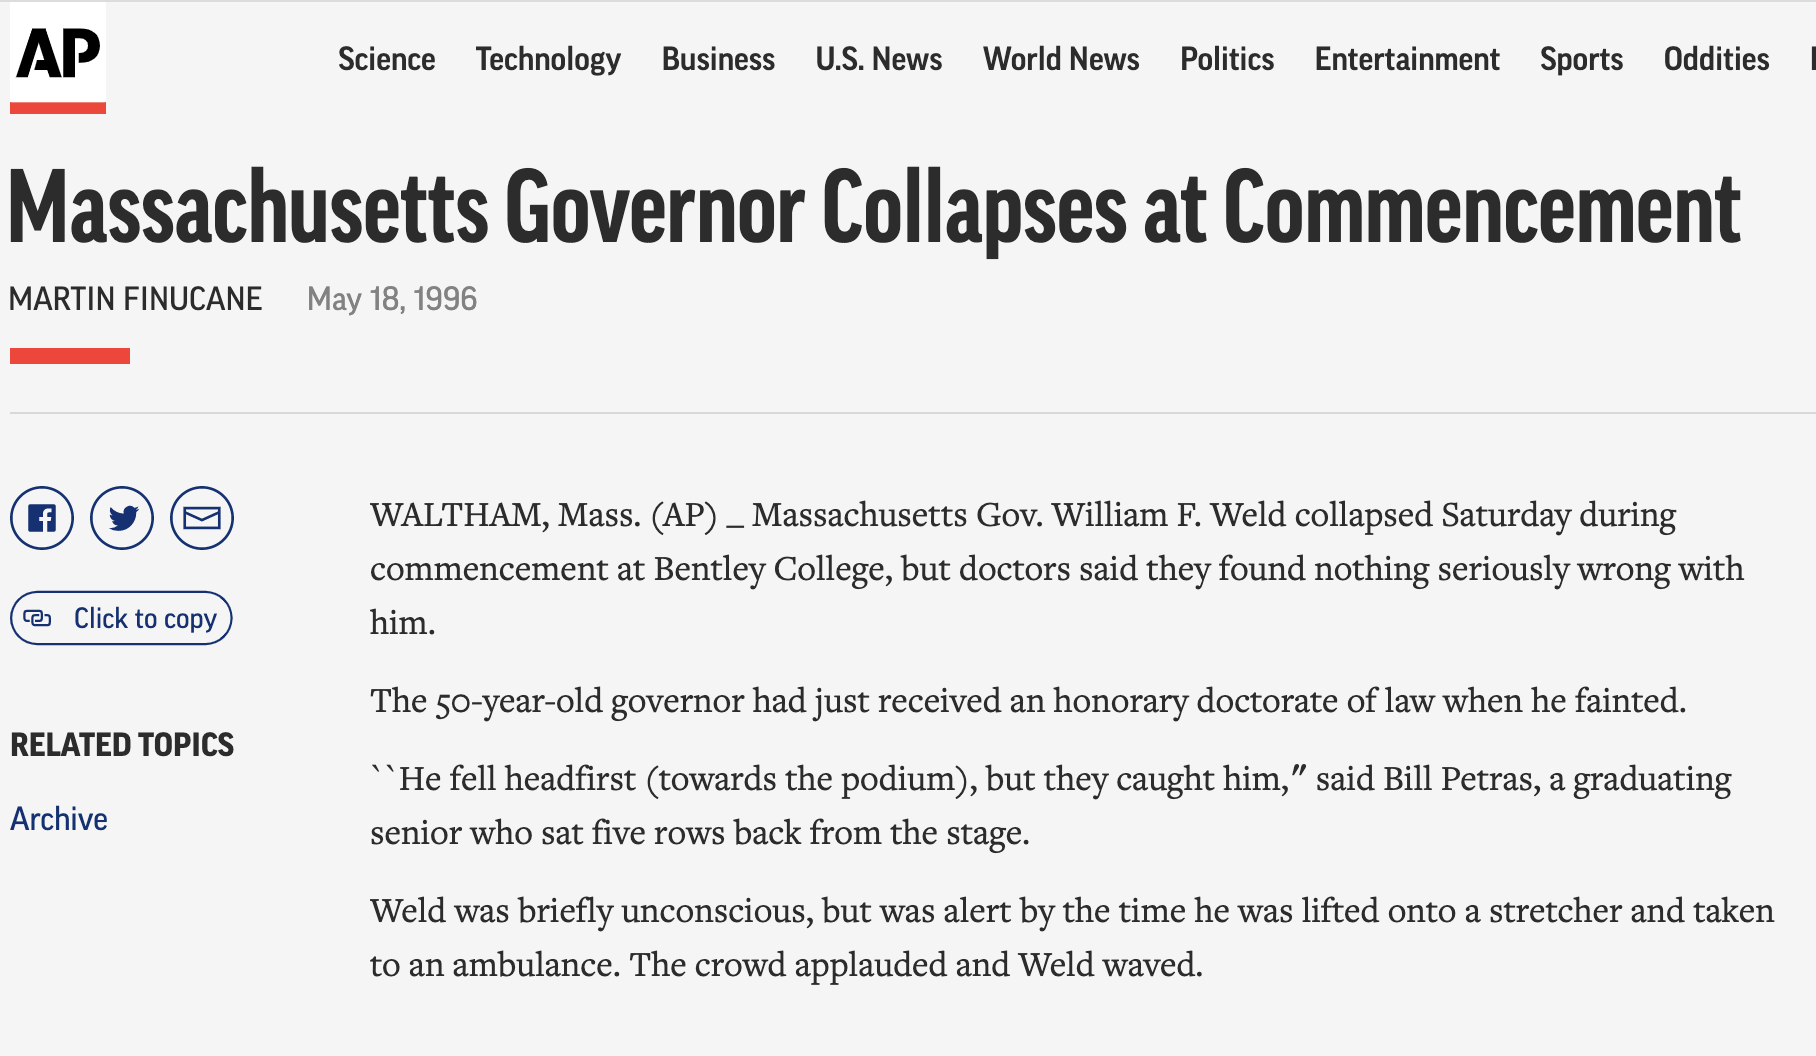 AP
Science Technology Business U.S. News World News Politics Entertainment Sports Oddities
Massachusetts Governor Collapses at Commencement
MARTIN FINUCANE May 18, 1996
Click to copy
RELATED TOPICS
Archive
WALTHAM, Mass. (AP) _ Massachusetts Gov. William F. Weld collapsed Saturday during
commencement at Bentley College, but doctors said they found nothing seriously wrong with
him.
The 50-year-old governor had just received an honorary doctorate of law when he fainted.
``He fell headfirst (towards the podium), but they caught him,″ said Bill Petras, a graduating
senior who sat five rows back from the stage.
Weld was briefly unconscious, but was alert by the time he was lifted onto a stretcher and taken
to an ambulance. The crowd applauded and Weld waved.